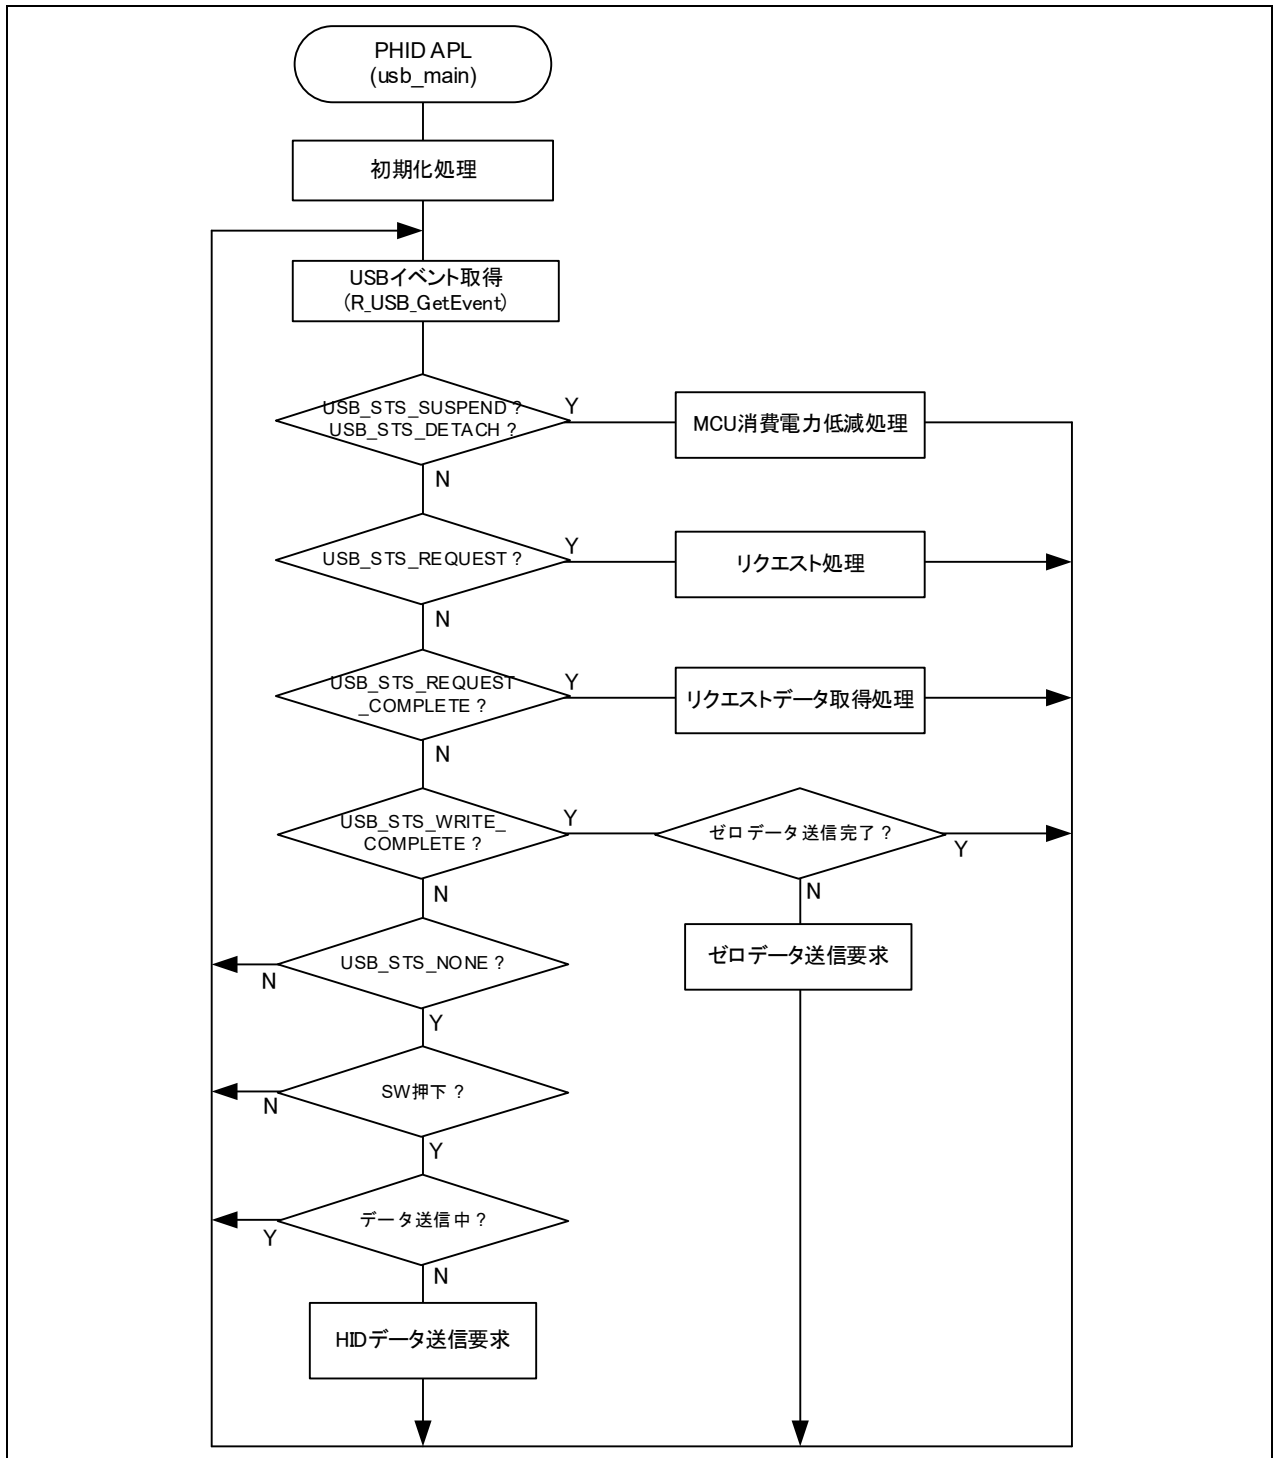 PHID APL
(usb_main)
初期化処理
USBイベント取得
(R_USB_GetEvent)
USB_STS_SUSPEND ?
USB_STS_DETACH ?
Y
MCU消費電力低減処理
N
USB_STS_REQUEST ?
Y
リクエスト処理
N
USB_STS_REQUEST
_COMPLETE ?
Y
リクエストデータ取得処理
N
USB_STS_WRITE_
COMPLETE ?
Y
ゼロデータ送信完了 ?
Y
N
N
ゼロデータ送信要求
USB_STS_NONE ?
N
Y
SW押下 ?
N
Y
データ送信中 ?
Y
N
HIDデータ送信要求